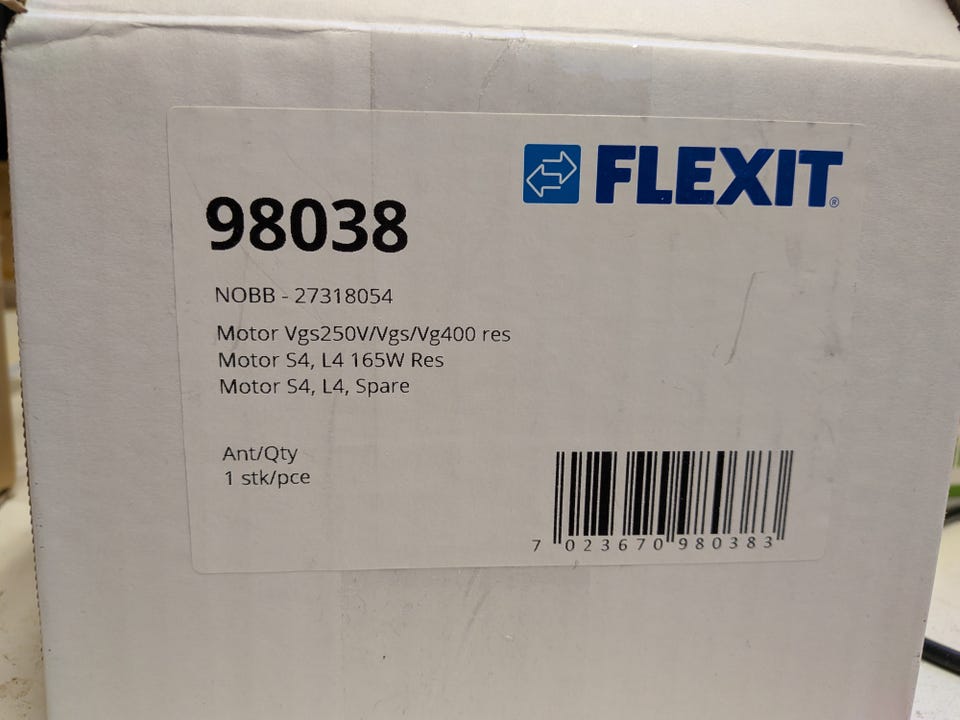 FLEXIT®
98038
NOBB - 27318054
Motor Vgs250V/Vgs/Vg400 res
Motor S4, L4 165W Res
Motor S4, L4, Spare
Ant/Qty
1 stk/pce
7 023670 980383